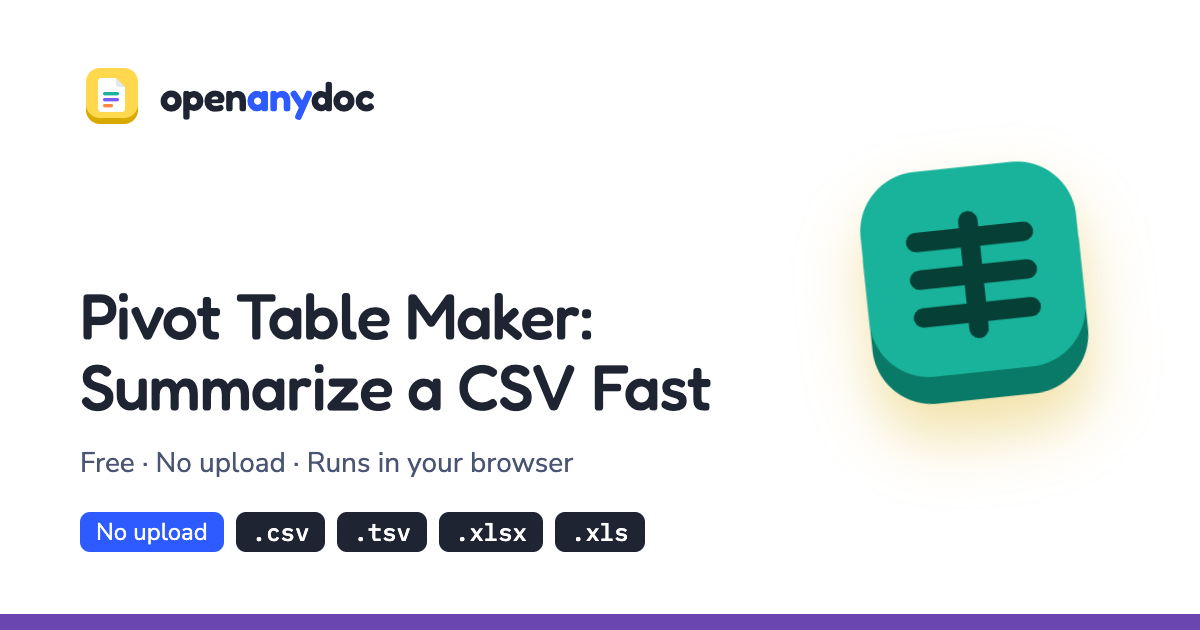 openanydoc
Pivot Table Maker:
Summarize a CSV Fast
Free · No upload · Runs in your browser
No upload .csv .tsv .xlsx .xls